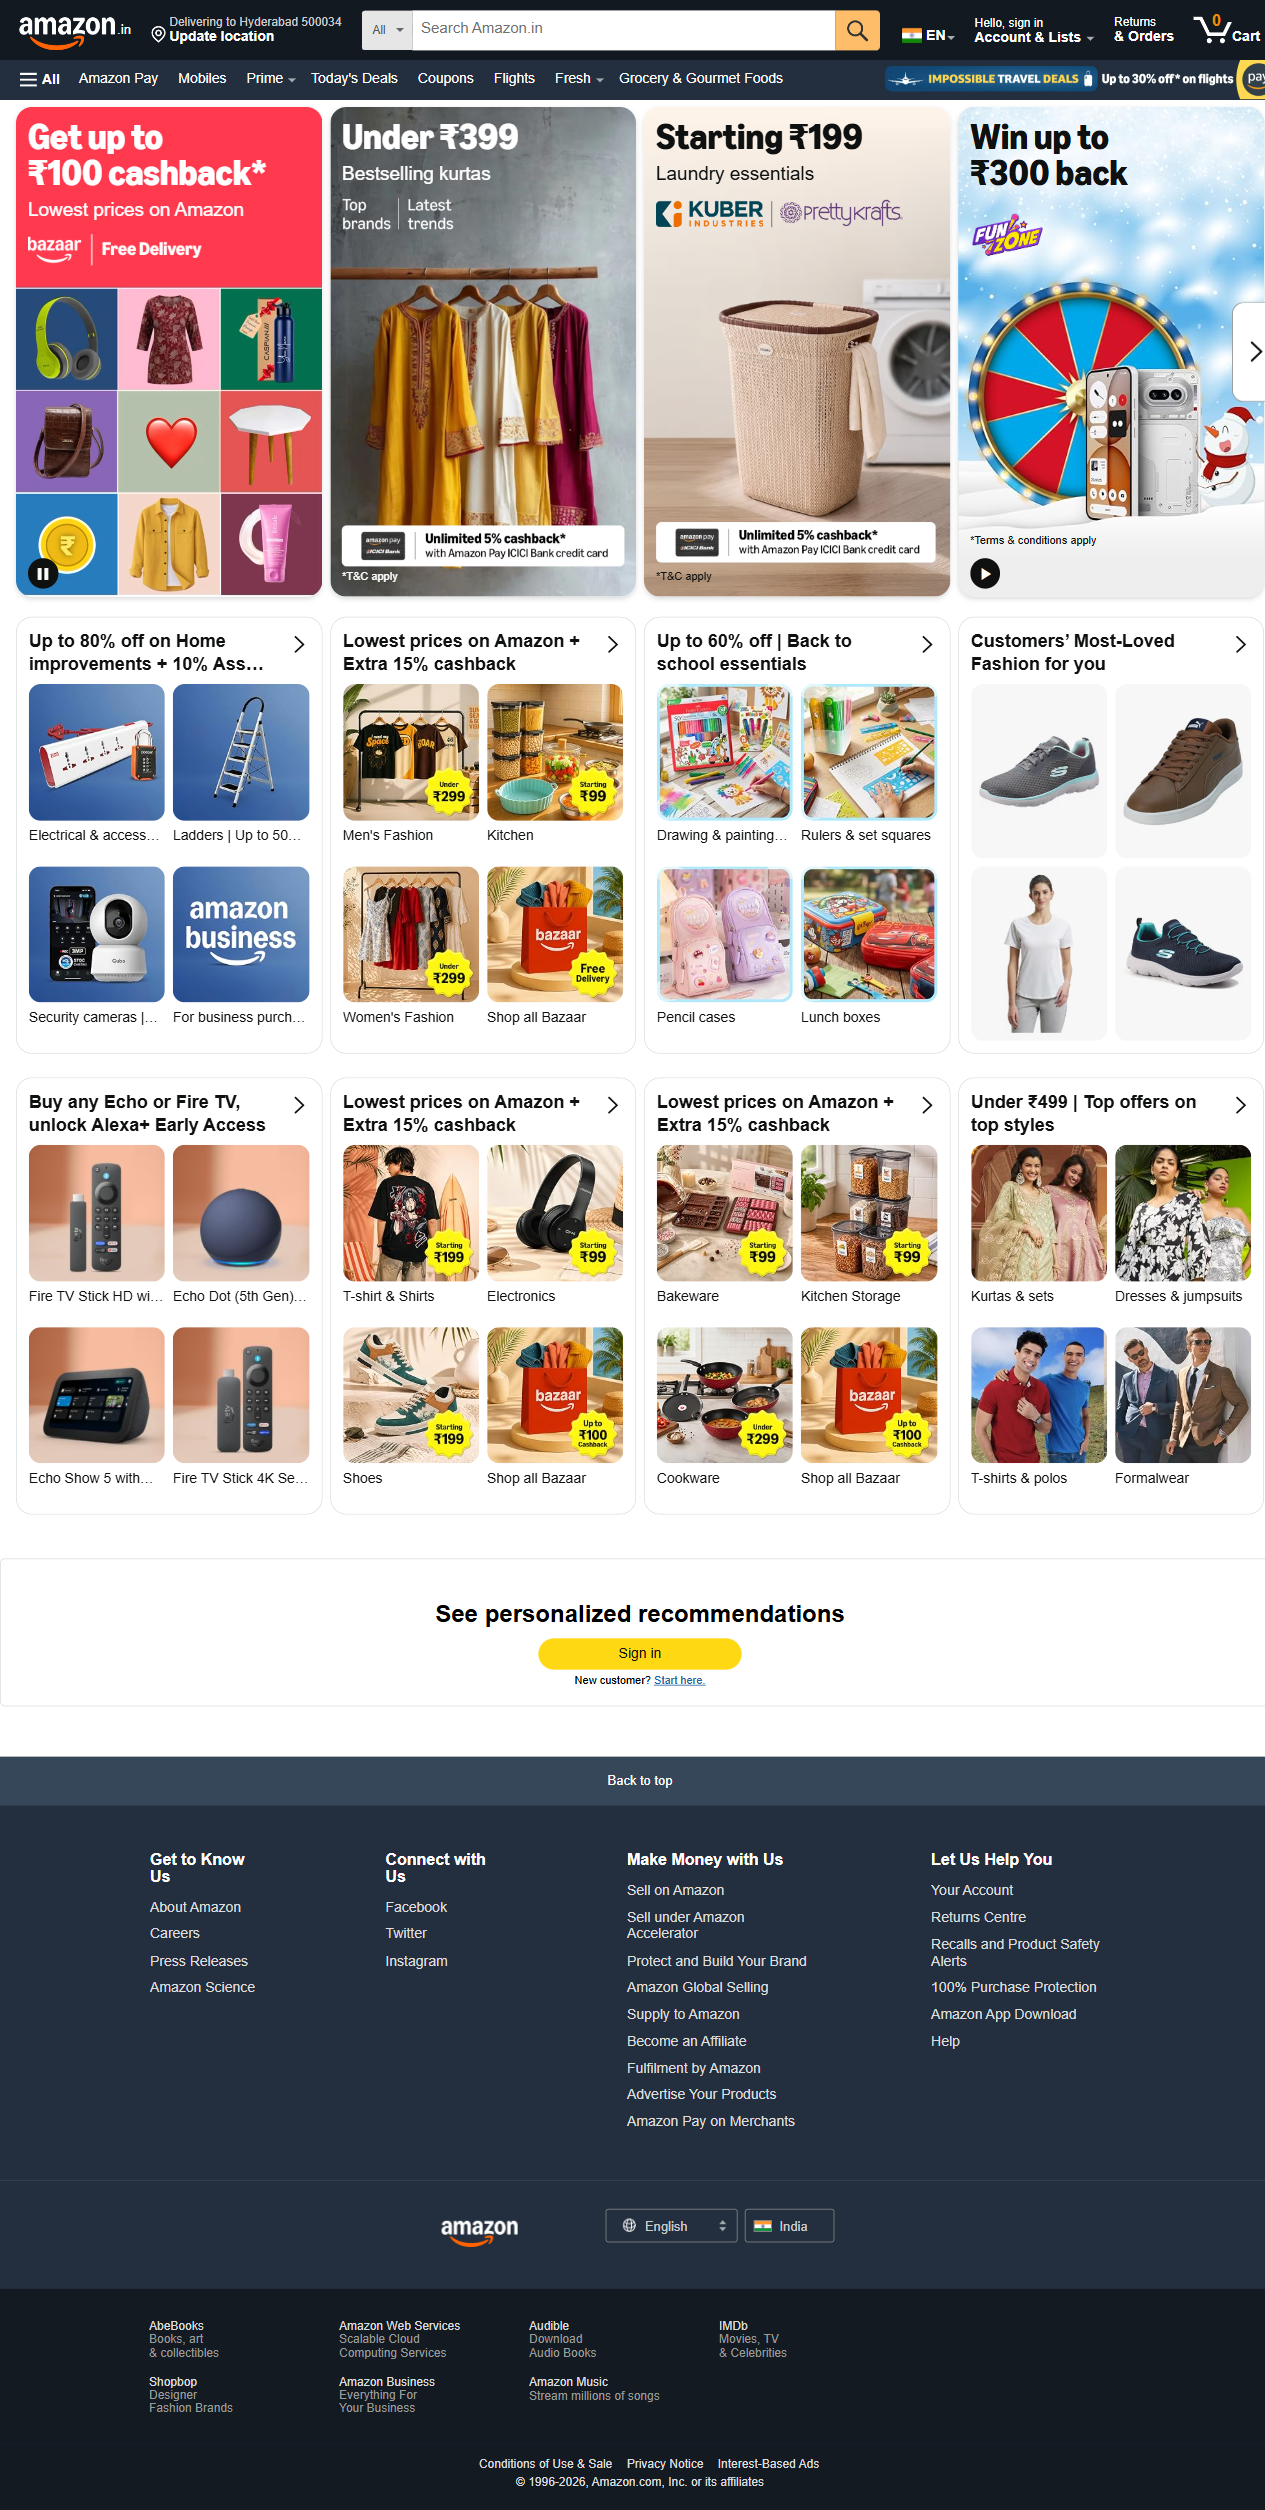 amazon.in
Delivering to Hyderabad 500034
Update location
All
Search Amazon.in
EN
Hello, sign in
Account & Lists
Returns
& Orders
0
Cart
All
Amazon Pay
Mobiles
Prime
Today's Deals
Coupons
Flights
Fresh
Grocery & Gourmet Foods
IMPOSSIBLE TRAVEL DEALS
Up to 30% off* on flights
pay
Get up to
₹100 cashback*
Lowest prices on Amazon
bazaar
Free Delivery
Under ₹399
Bestselling kurtas
Top
brands
Latest
trends
amazon pay
ICICI Bank
Unlimited 5% cashback*
with Amazon Pay ICICI Bank credit card
*T&C apply
Starting ₹199
Laundry essentials
KUBER
INDUSTRIES
Prettykrafts
amazon pay
ICICI Bank
Unlimited 5% cashback*
with Amazon Pay ICICI Bank credit card
*T&C apply
Win up to
₹300 back
FUN
ZONE
*Terms & conditions apply
Up to 80% off on Home
improvements + 10% Ass…
Electrical & access…
Ladders | Up to 50…
3MP
Qubo
Security cameras |…
amazon
business
For business purch…
Lowest prices on Amazon +
Extra 15% cashback
Under
₹299
Men's Fashion
Starting
₹99
Kitchen
Under
₹299
Women's Fashion
bazaar
Free
Delivery
Shop all Bazaar
Up to 60% off | Back to
school essentials
Drawing & painting…
Rulers & set squares
Pencil cases
Lunch boxes
Customers’ Most-Loved
Fashion for you
Buy any Echo or Fire TV,
unlock Alexa+ Early Access
Fire TV Stick HD wi…
Echo Dot (5th Gen)…
Echo Show 5 with…
Fire TV Stick 4K Se…
Lowest prices on Amazon +
Extra 15% cashback
Starting
₹199
T-shirt & Shirts
Starting
₹99
Electronics
Starting
₹199
Shoes
bazaar
Up to
₹100
Cashback
Shop all Bazaar
Lowest prices on Amazon +
Extra 15% cashback
Starting
₹99
Bakeware
Starting
₹99
Kitchen Storage
Under
₹299
Cookware
bazaar
Up to
₹100
Cashback
Shop all Bazaar
Under ₹499 | Top offers on
top styles
Kurtas & sets
Dresses & jumpsuits
T-shirts & polos
Formalwear
See personalized recommendations
Sign in
New customer? Start here.
Back to top
Get to Know
Us
About Amazon
Careers
Press Releases
Amazon Science
Connect with
Us
Facebook
Twitter
Instagram
Make Money with Us
Sell on Amazon
Sell under Amazon
Accelerator
Protect and Build Your Brand
Amazon Global Selling
Supply to Amazon
Become an Affiliate
Fulfilment by Amazon
Advertise Your Products
Amazon Pay on Merchants
Let Us Help You
Your Account
Returns Centre
Recalls and Product Safety
Alerts
100% Purchase Protection
Amazon App Download
Help
amazon
English
India
AbeBooks
Books, art
& collectibles
Amazon Web Services
Scalable Cloud
Computing Services
Audible
Download
Audio Books
IMDb
Movies, TV
& Celebrities
Shopbop
Designer
Fashion Brands
Amazon Business
Everything For
Your Business
Amazon Music
Stream millions of songs
Conditions of Use & Sale
Privacy Notice
Interest-Based Ads
© 1996-2026, Amazon.com, Inc. or its affiliates